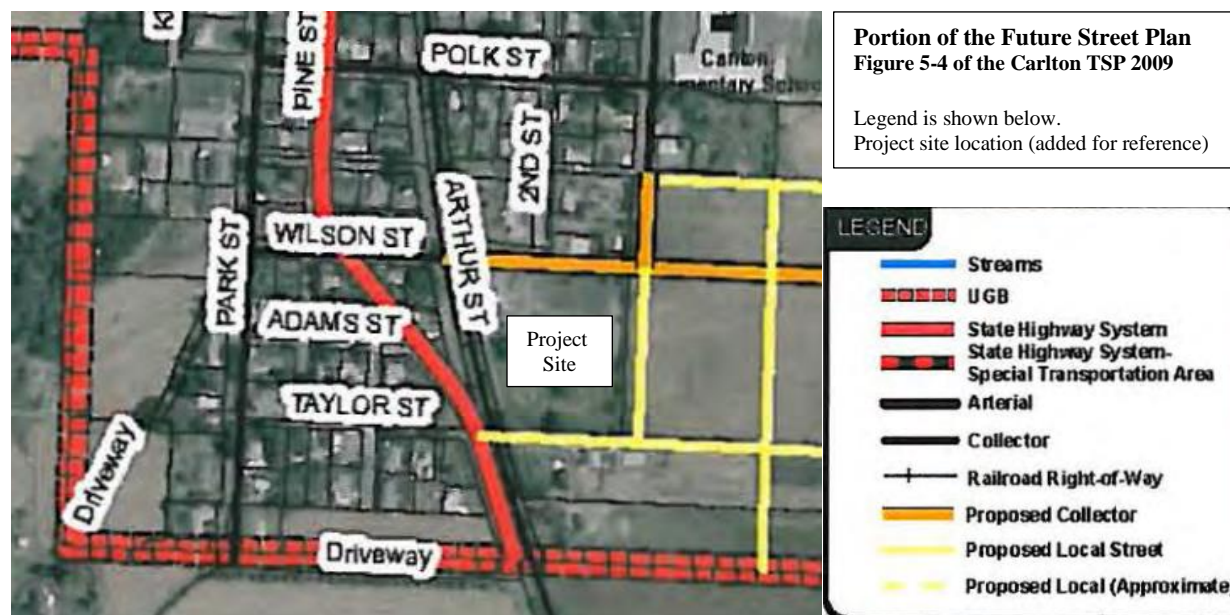 K
PINE ST
POLK ST
Carlton
ementary Schoo
2ND ST
ARTHUR ST
WILSON ST
PARK ST
ADAMS ST
Project
Site
TAYLOR ST
Driveway
Driveway
Portion of the Future Street Plan
Figure 5-4 of the Carlton TSP 2009
Legend is shown below.
Project site location (added for reference)
LEGEND
Streams
UGB
State Highway System
State Highway System-
Special Transportation Area
Arterial
Collector
Railroad Right-of-Way
Proposed Collector
Proposed Local Street
Proposed Local (Approximate